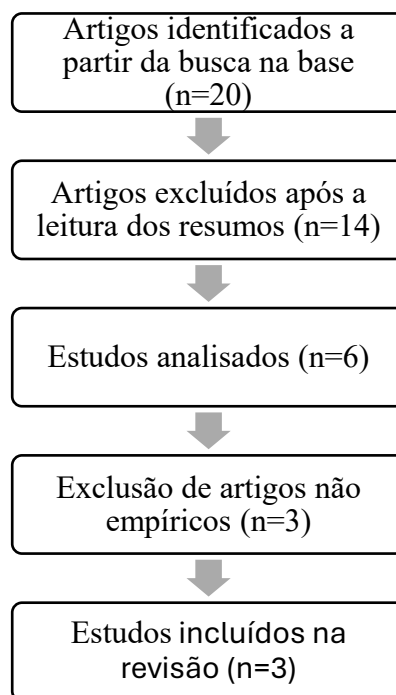 Artigos identificados a
partir da busca na base
(n=20)
Artigos excluídos após a
leitura dos resumos (n=14)
Estudos analisados (n=6)
Exclusão de artigos não
empíricos (n=3)
Estudos incluídos na
revisão (n=3)